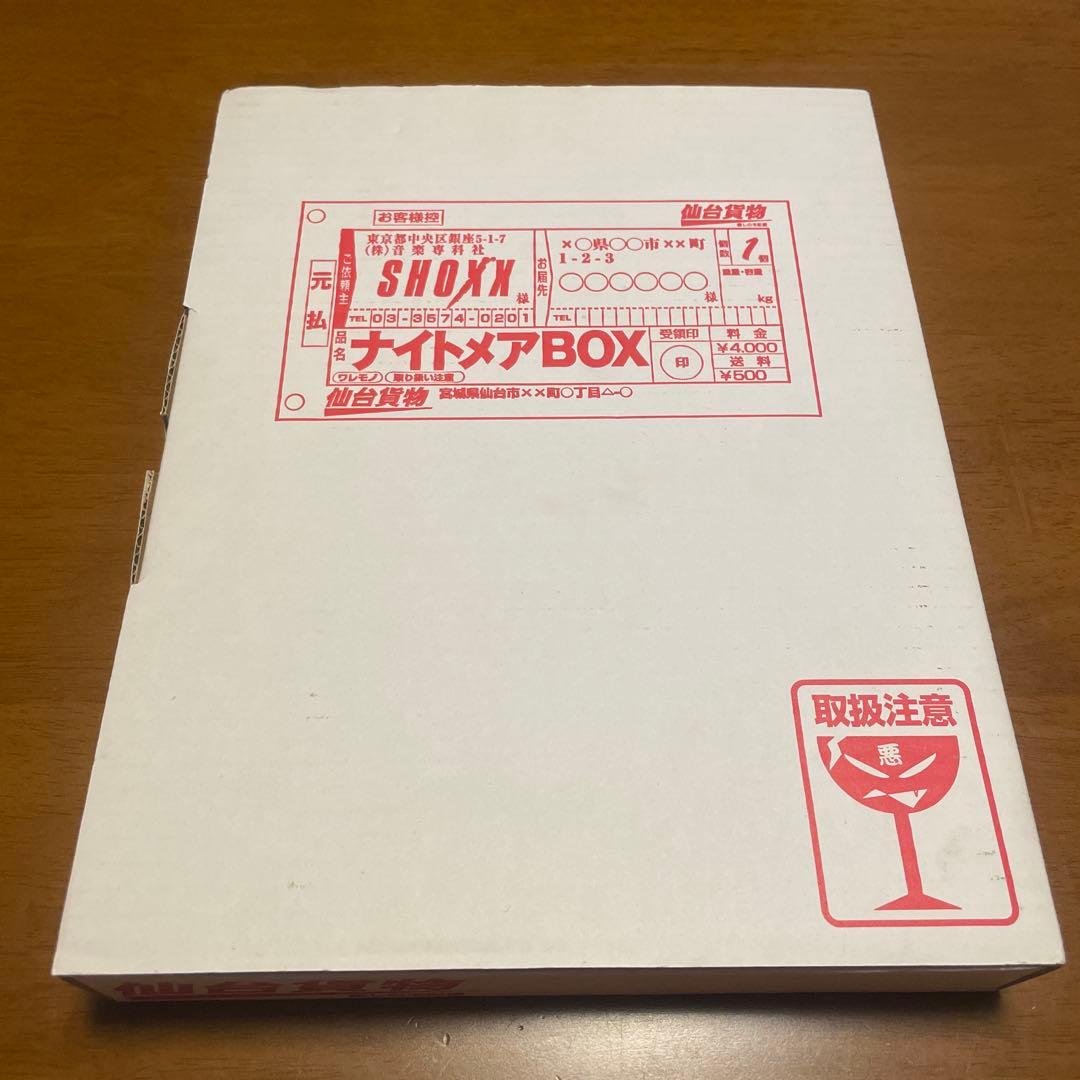 お客様控
仙台貨物
元払
ご依頼主
東京都中央区銀座5-1-7
(株)音楽専科社
SHOXX 様
TEL 03-3574-0201
お届先
×○県○○市××町
1-2-3
○○○○○○ 様
TEL
個数 1個
重量・容量
kg
品名
ナイトメアBOX
ワレモノ 取り扱い注意
受領印
印
料金
¥4,000
送料
¥500
仙台貨物 宮城県仙台市××町○丁目△-○
取扱注意
悪
仙台貨物